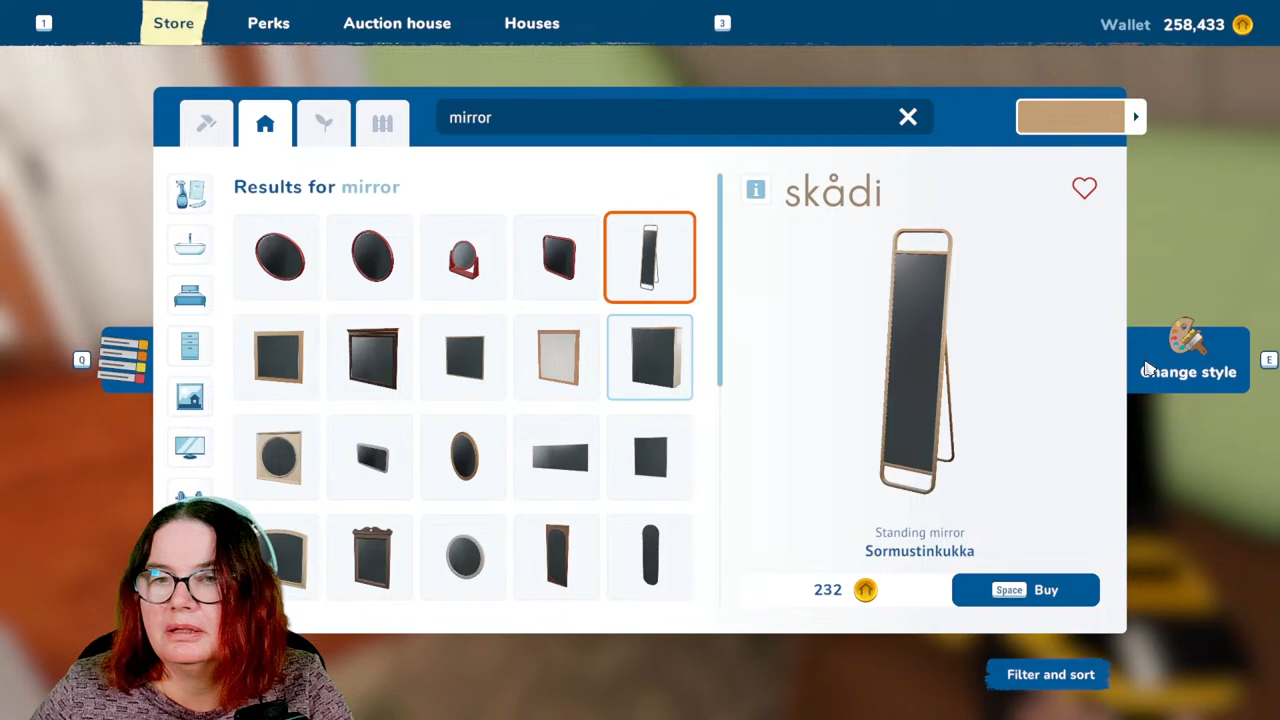 1
Store
Perks
Auction house
Houses
3
Wallet 258,433
mirror
Results for mirror
i skådi
Q
Change style
E
Standing mirror
Sormustinkukka
232
Space Buy
Filter and sort